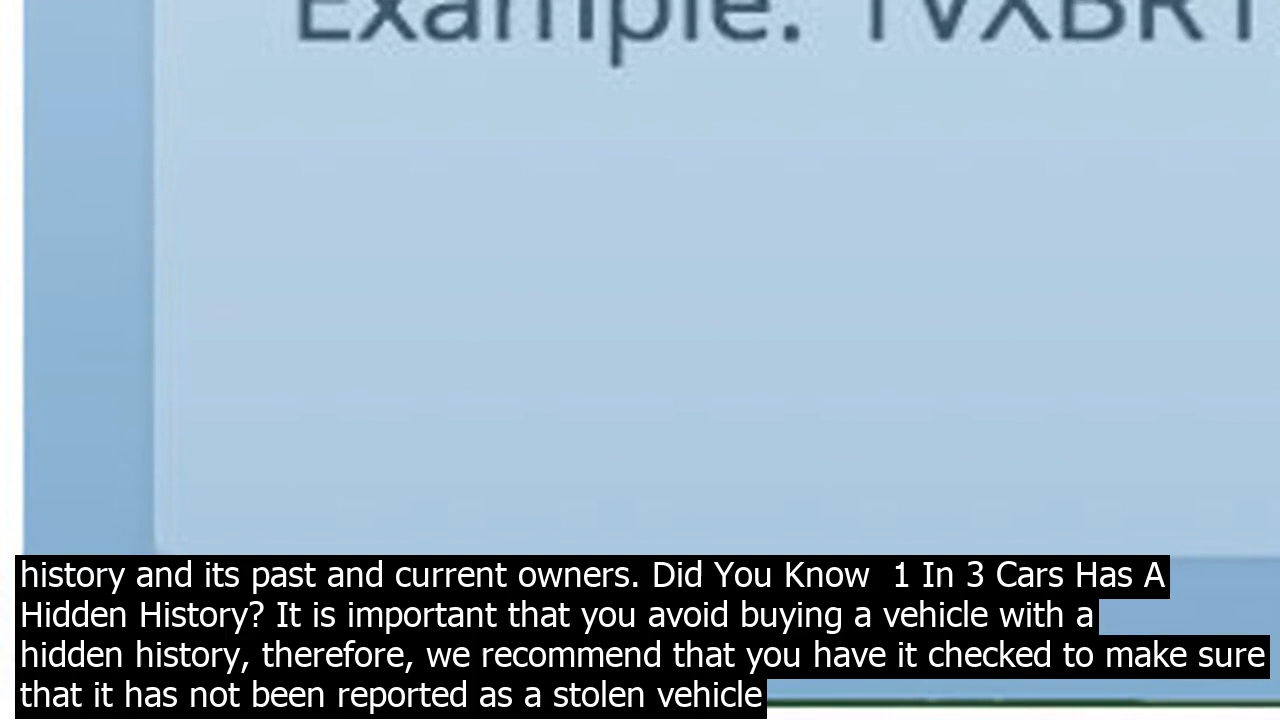 Example: 1VXBR1
history and its past and current owners. Did You Know  1 In 3 Cars Has A
Hidden History? It is important that you avoid buying a vehicle with a
hidden history, therefore, we recommend that you have it checked to make sure
that it has not been reported as a stolen vehicle